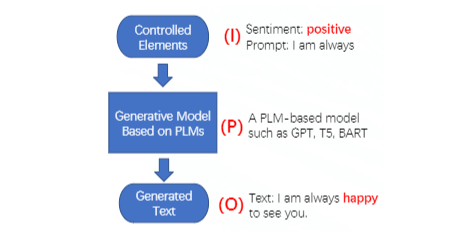 Controlled
Elements
(I)
Sentiment: positive
Prompt: I am always
Generative Model
Based on PLMs
(P)
A PLM-based model
such as GPT, T5, BART
Generated
Text
(O)
Text: I am always happy
to see you.